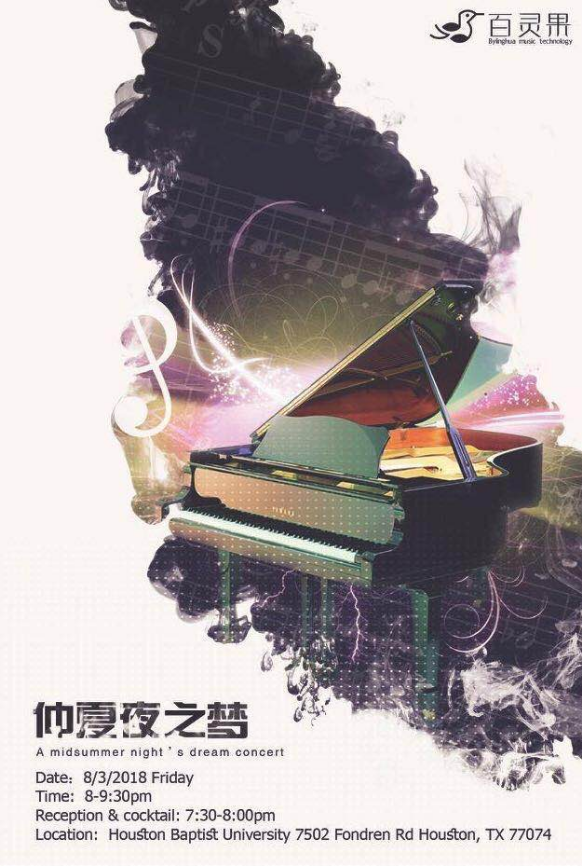 百灵果
Bylinghua music technology
S
仲夏夜之梦
A midsummer night's dream concert
Date: 8/3/2018 Friday
Time: 8-9:30pm
Reception & cocktail: 7:30-8:00pm
Location: Houston Baptist University 7502 Fondren Rd Houston, TX 77074